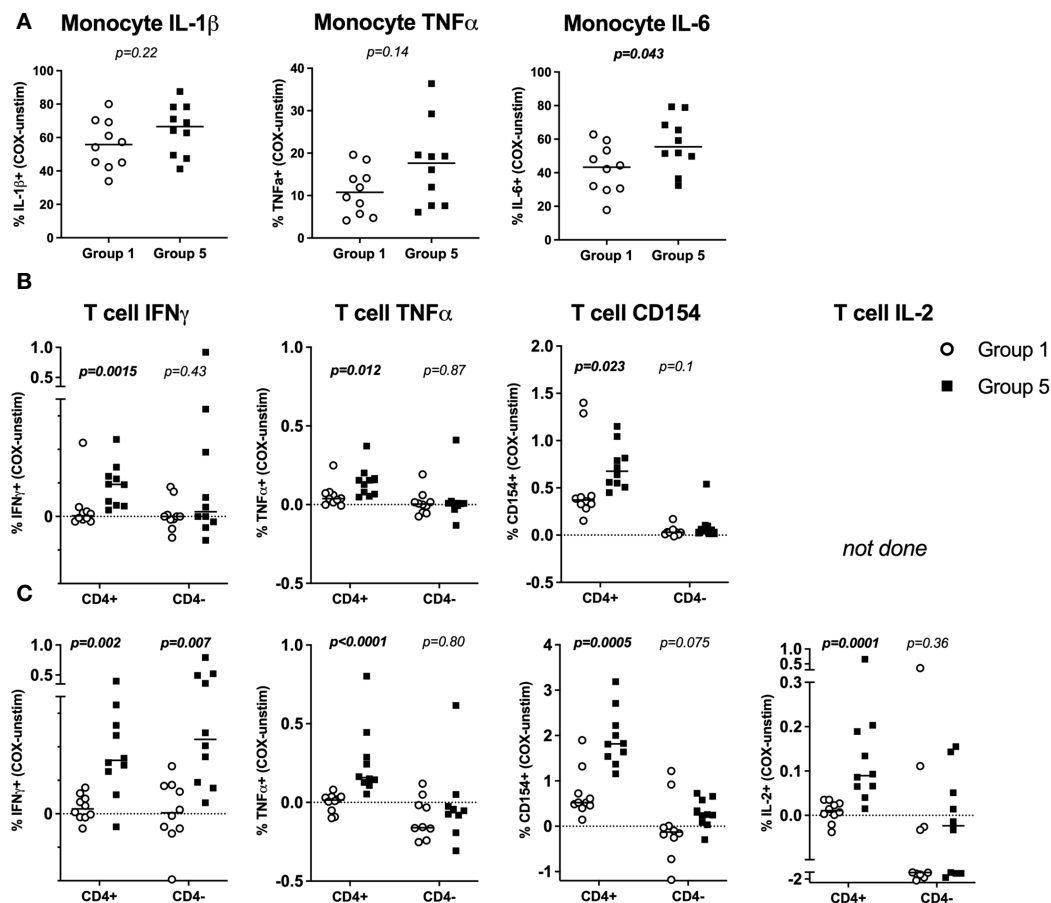 A
Monocyte IL-1β
Monocyte TNFα
Monocyte IL-6
p=0.22
p=0.14
p=0.043
% IL-1β+ (COX-unstim)
100
80
60
40
20
0
Group 1
Group 5
% TNFa+ (COX-unstim)
40
30
20
10
0
Group 1
Group 5
% IL-6+ (COX-unstim)
100
80
60
40
20
0
Group 1
Group 5
B
T cell IFNγ
T cell TNFα
T cell CD154
T cell IL-2
Group 1
Group 5
% IFNγ+ (COX-unstim)
1.0
0.5
0
p=0.0015
p=0.43
CD4+
CD4-
% TNFα+ (COX-unstim)
1.0
0.5
0.0
-0.5
p=0.012
p=0.87
CD4+
CD4-
% CD154+ (COX-unstim)
2.0
1.5
1.0
0.5
0.0
-0.5
p=0.023
p=0.1
CD4+
CD4-
not done
C
% IFNγ+ (COX-unstim)
1.0
0.5
0
p=0.002
p=0.007
CD4+
CD4-
% TNFα+ (COX-unstim)
1.0
0.5
0.0
-0.5
p<0.0001
p=0.80
CD4+
CD4-
% CD154+ (COX-unstim)
4
3
2
1
0
-1
p=0.0005
p=0.075
CD4+
CD4-
% IL-2+ (COX-unstim)
1.0
0.5
0.3
0.2
0.1
0.0
-2
p=0.0001
p=0.36
CD4+
CD4-